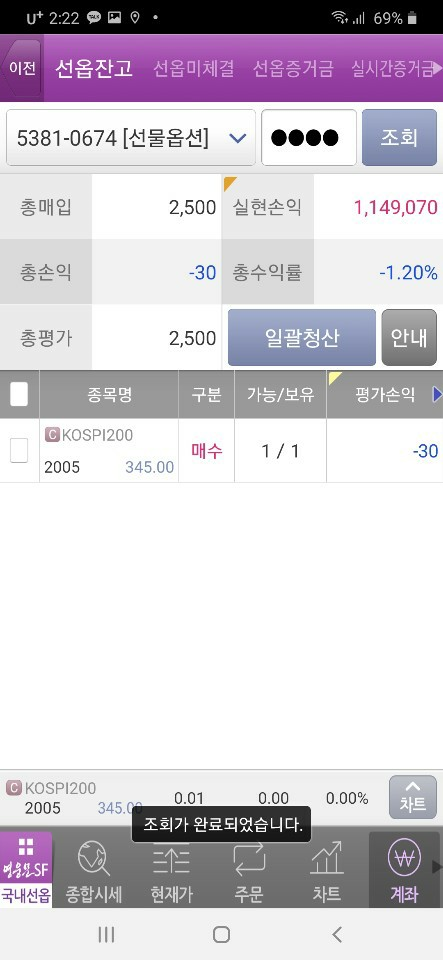 U+ 2:22 TALK 69%
이전 선옵잔고 선옵미체결 선옵증거금 실시간증거금
5381-0674 [선물옵션] ●●●● 조회
총매입 2,500 실현손익 1,149,070
총손익 -30 총수익률 -1.20%
총평가 2,500 일괄청산 안내
종목명 구분 가능/보유 평가손익
C KOSPI200
2005 345.00 매수 1 / 1 -30
C KOSPI200
2005 345.00 0.01 0.00 0.00% 차트
조회가 완료되었습니다.
영웅문SF
국내선옵 종합시세 현재가 주문 차트 계좌